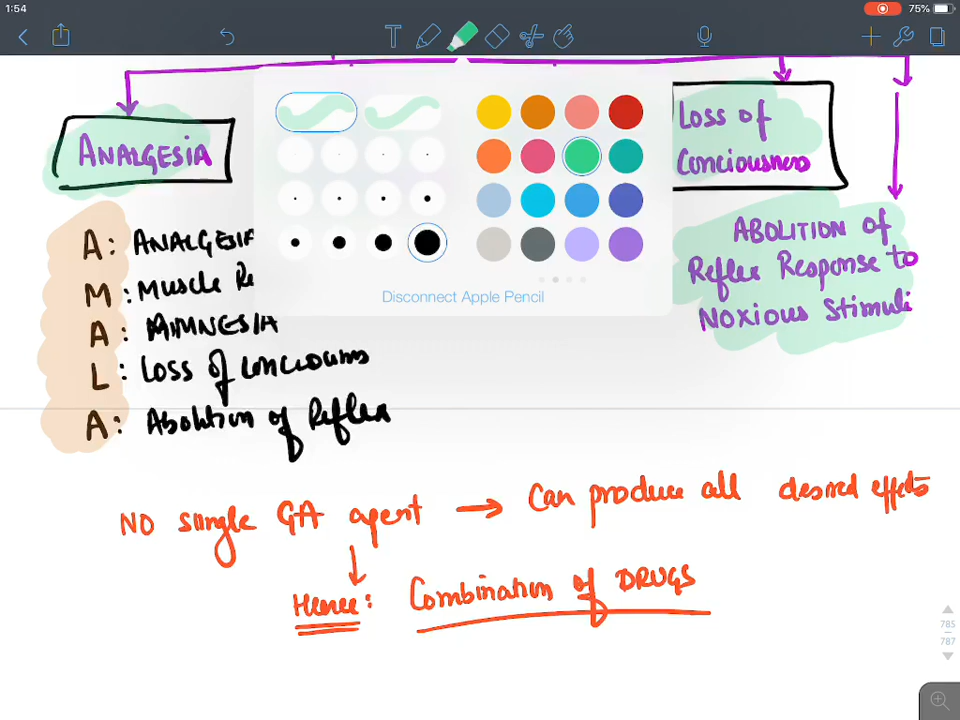 1:54
75%
T
ANALGESIA
Loss of
Conciousness
ABOLITION of
Reflex Response to
NOXIOUS Stimuli
Disconnect Apple Pencil
A: ANALGESIA
M: Muscle Re
A: AMNESIA
L: Loss of
A: Abolition of Reflex
NO single GA agent → Can produce all desired effects
Hence: Combination of DRUGS
785
787